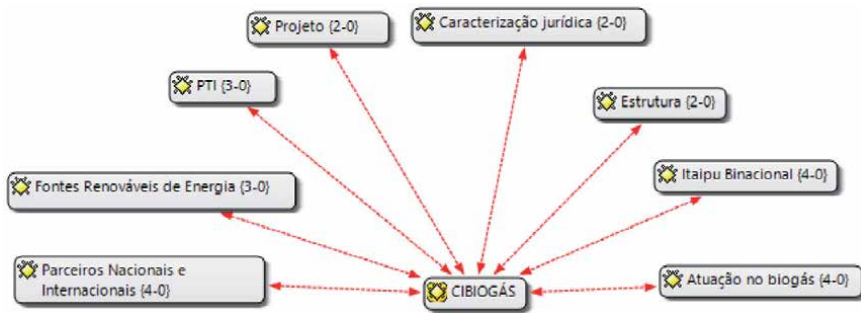 Projeto {2-0}
Caracterização jurídica {2-0}
PTI {3-0}
Estrutura {2-0}
Fontes Renováveis de Energia {3-0}
Itaipu Binacional {4-0}
Parceiros Nacionais e
Internacionais {4-0}
CIBIOGÁS
Atuação no biogás {4-0}